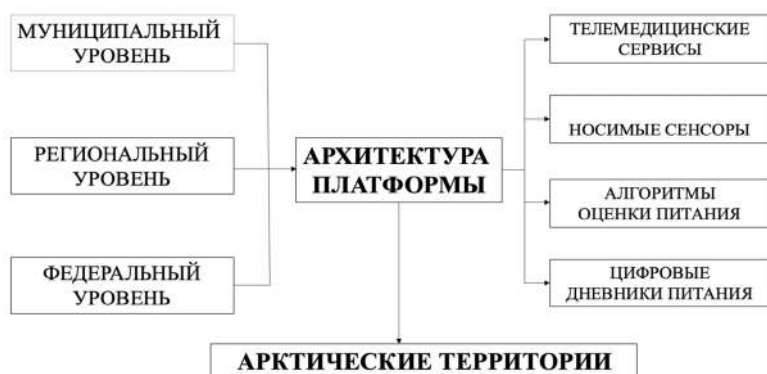 МУНИЦИПАЛЬНЫЙ
УРОВЕНЬ
РЕГИОНАЛЬНЫЙ
УРОВЕНЬ
ФЕДЕРАЛЬНЫЙ
УРОВЕНЬ
АРХИТЕКТУРА
ПЛАТФОРМЫ
ТЕЛЕМЕДИЦИНСКИЕ
СЕРВИСЫ
НОСИМЫЕ СЕНСОРЫ
АЛГОРИТМЫ
ОЦЕНКИ ПИТАНИЯ
ЦИФРОВЫЕ
ДНЕВНИКИ ПИТАНИЯ
АРКТИЧЕСКИЕ ТЕРРИТОРИИ